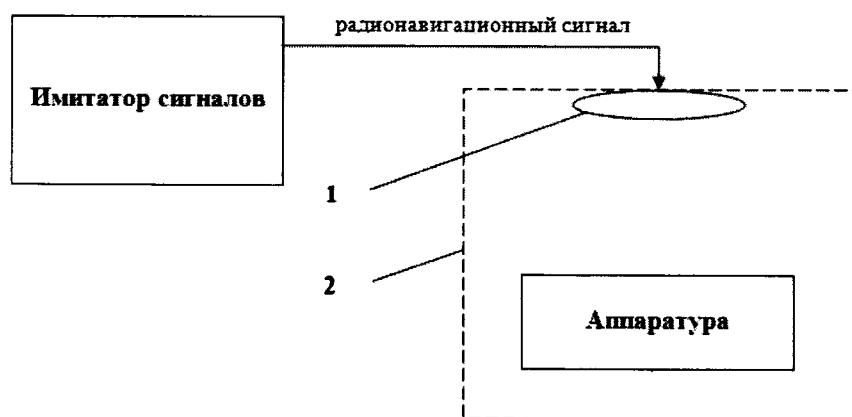 радионавигационный сигнал
Имитатор сигналов
1
2
Аппаратура